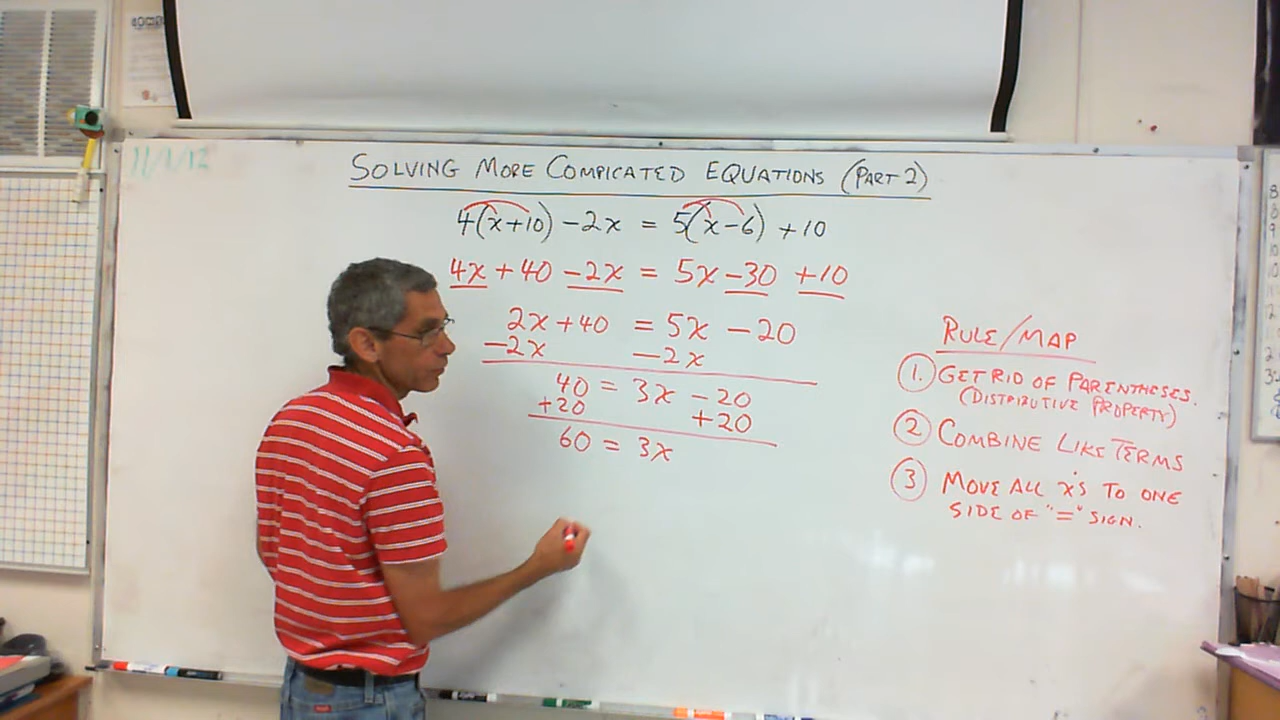 11/1/12
SOLVING MORE COMPICATED EQUATIONS (PART 2)
4(x+10) -2x = 5(x-6) +10
4x +40 -2x = 5x -30 +10
2x +40 = 5x -20
-2x -2x
40 = 3x -20
+20 +20
60 = 3x
RULE/MAP
1. GET RID OF PARENTHESES.
(DISTRIBUTIVE PROPERTY)
2 COMBINE LIKE TERMS
3 MOVE ALL x's TO ONE
SIDE OF "=" SIGN.